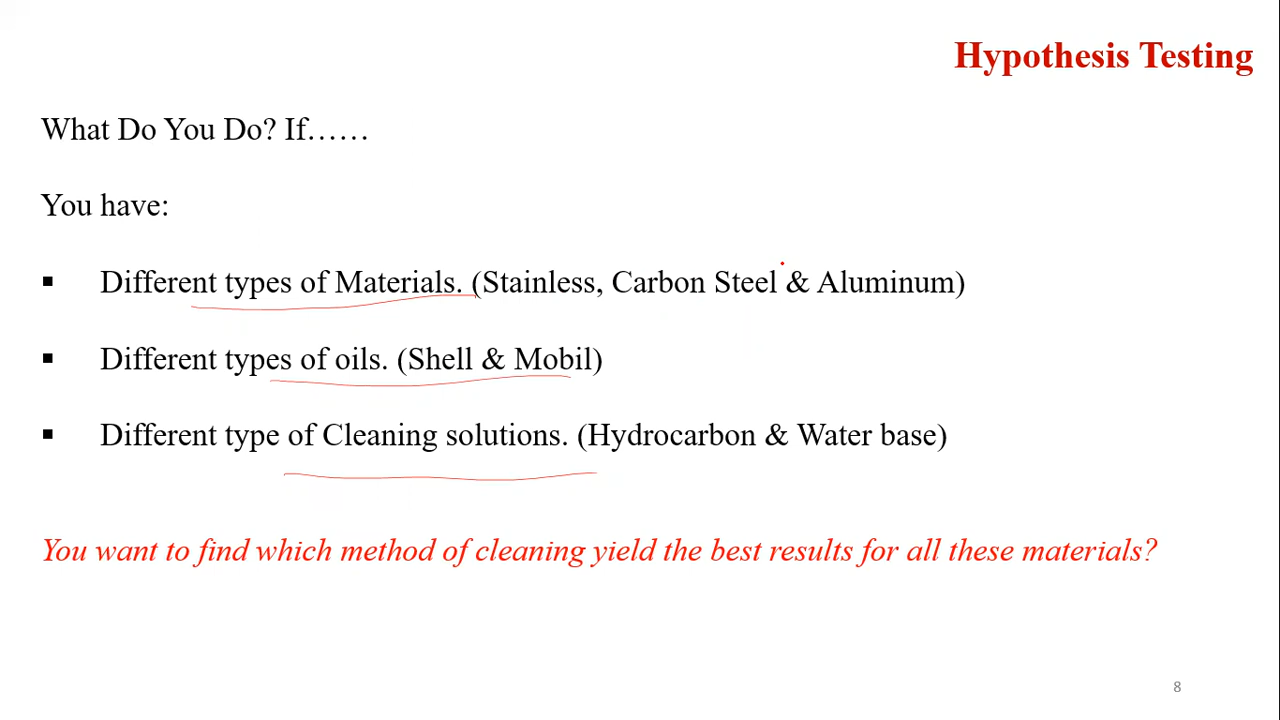 Hypothesis Testing
What Do You Do? If……
You have:
▪ Different types of Materials. (Stainless, Carbon Steel & Aluminum)
▪ Different types of oils. (Shell & Mobil)
▪ Different type of Cleaning solutions. (Hydrocarbon & Water base)
You want to find which method of cleaning yield the best results for all these materials?
8